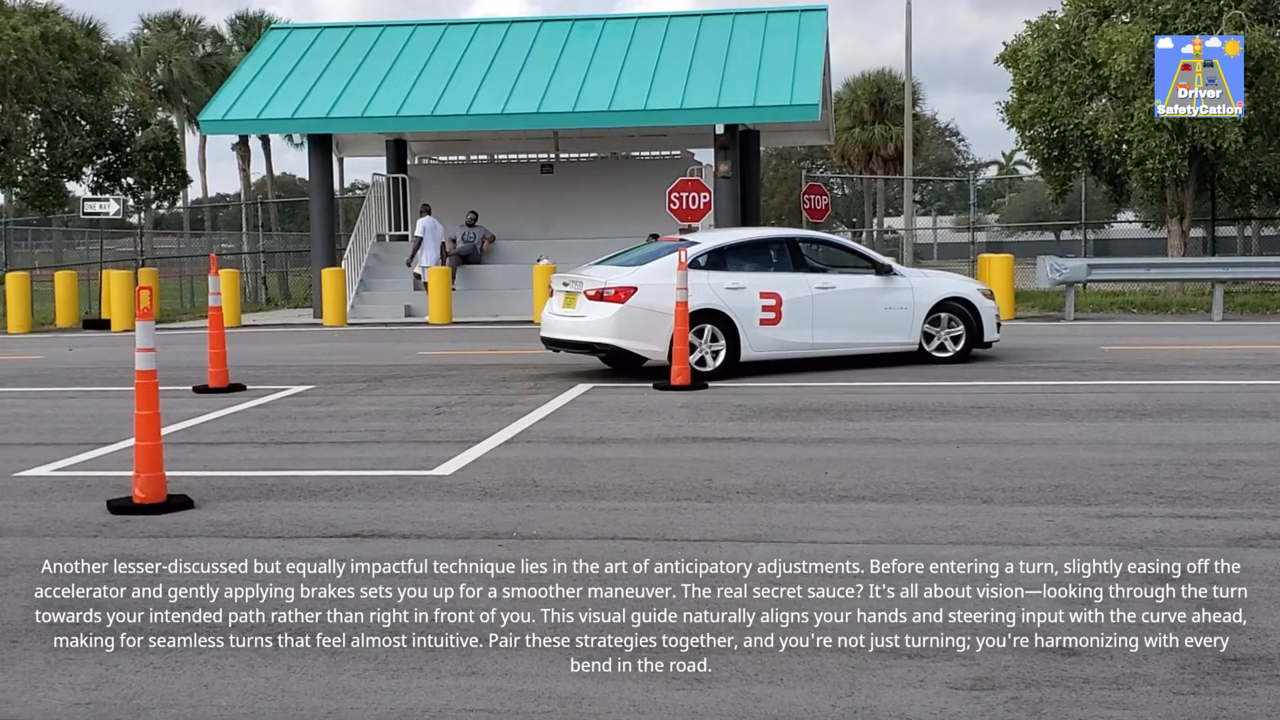 Driver
SafetyCation
ONE WAY
STOP
STOP
3
Another lesser-discussed but equally impactful technique lies in the art of anticipatory adjustments. Before entering a turn, slightly easing off the
accelerator and gently applying brakes sets you up for a smoother maneuver. The real secret sauce? It's all about vision—looking through the turn
towards your intended path rather than right in front of you. This visual guide naturally aligns your hands and steering input with the curve ahead,
making for seamless turns that feel almost intuitive. Pair these strategies together, and you're not just turning; you're harmonizing with every
bend in the road.